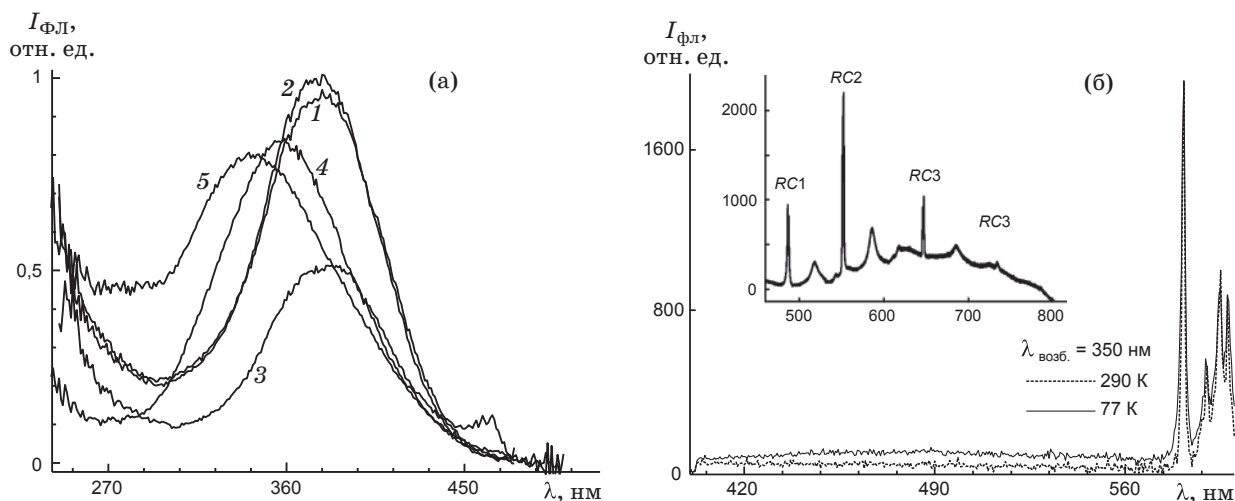 I_ФЛ,
отн. ед.
(а)
1
0,5
0
2
1
4
5
3
270
360
450
λ, нм
I_фл,
отн. ед.
(б)
1600
800
0
2000
1000
0
RC1
RC2
RC3
RC3
500
600
700
800
λ возб. = 350 нм
290 К
77 К
420
490
560
λ, нм